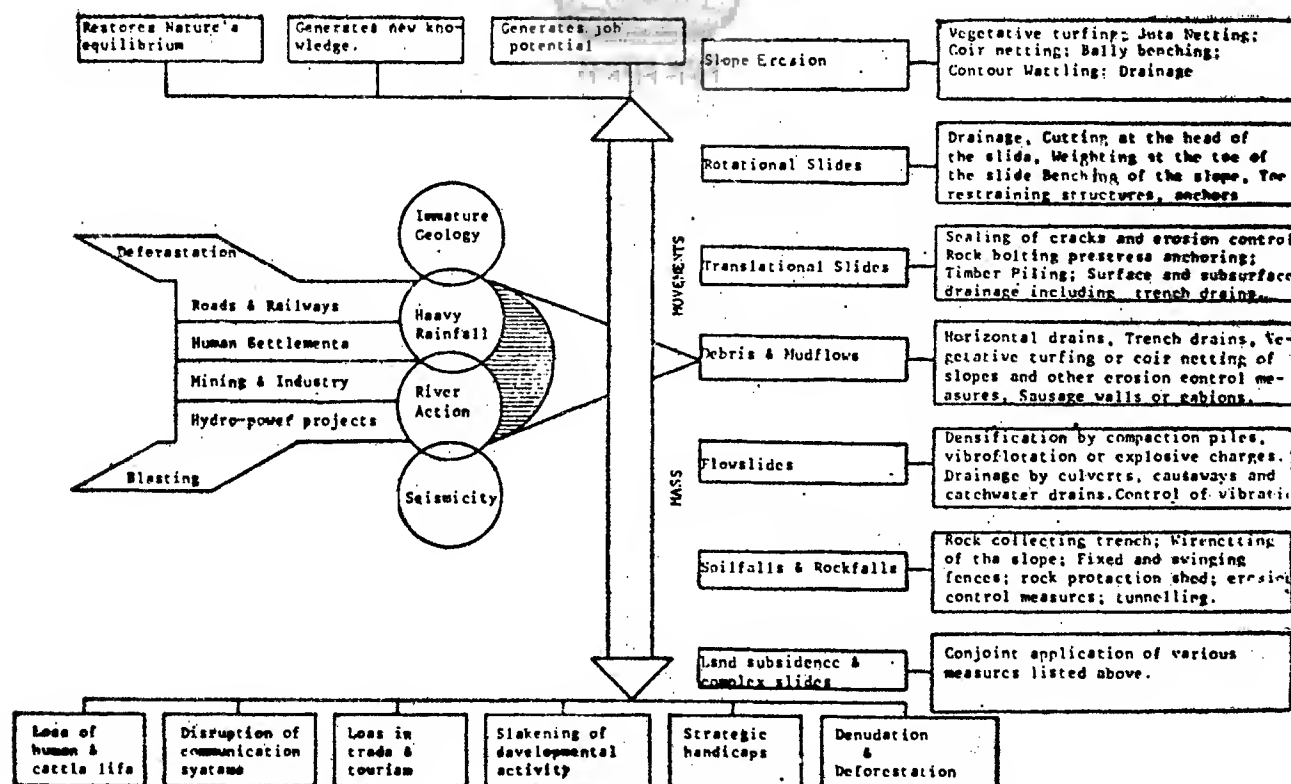 Restores Nature's
equilibrium
Generates new kno-
wledge.
Generates job
potential
Slope Erosion
Vegetative turfing; Jute Netting;
Coir netting; Bally benching;
Contour Wattling; Drainage
Rotational Slides
Drainage, Cutting at the head of
the slide, Weighting at the toe of
the slide Benching of the slope, Toe
restraining structures, anchors
Translational Slides
Sealing of cracks and erosion control
Rock bolting prestress anchoring;
Timber Piling; Surface and subsurface
drainage including trench drains.
Debris & Mudflows
Horizontal drains, Trench drains, Ve-
getative turfing or coir netting of
slopes and other erosion control me-
asures, Sausage walls or gabions.
Flowslides
Densification by compaction piles,
vibroflotation or explosive charges.
Drainage by culverts, causaways and
catchwater drains. Control of vibratio
Soilfalls & Rockfalls
Rock collecting trench; Wirenetting
of the slope; Fixed and swinging
fences; rock protection shed; erosion
control measures; tunnelling.
Land subsidence &
complex slides
Conjoint application of various
measures listed above.
MASS MOVEMENTS
Immature
Geology
Heavy
Rainfall
River
Action
Seismicity
Deforastation
Roads & Railways
Human Settlements
Mining & Industry
Hydro-power projects
Blasting
Loss of
human &
cattle life
Disruption of
communication
systems
Loss in
trade &
tourism
Slakening of
developmental
activity
Strategic
handicaps
Denudation
&
Deforestation